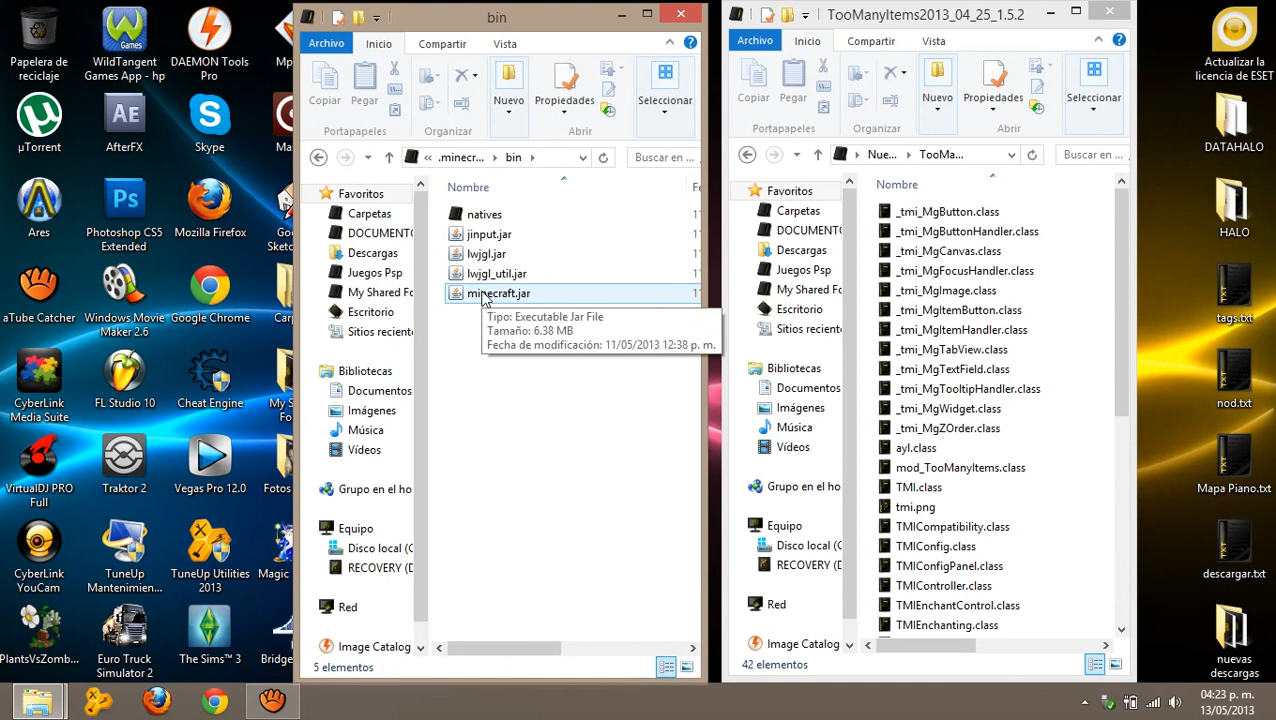 Papelera de
reciclaje
WildTangent
Games App - hp
DAEMON Tools
Pro
µTorrent
AfterFX
Skype
Ares
Photoshop CS5
Extended
Mozilla Firefox
aTube Catcher
Windows Movie
Maker 2.6
Google Chrome
CyberLink
Media Suite
FL Studio 10
Cheat Engine
VirtualDJ PRO
Full
Traktor 2
Vegas Pro 12.0
Fotos
CyberLink
YouCam
TuneUp
Mantenimien...
TuneUp Utilities
2013
Magic
PlantsVsZomb...
Euro Truck
Simulator 2
The Sims™ 3
bin
Archivo
Inicio
Compartir
Vista
Copiar
Pegar
Nuevo
Propiedades
Seleccionar
Portapapeles
Organizar
Abrir
« .minecr... bin
Buscar en ...
Favoritos
Carpetas
DOCUMENT
Descargas
Juegos Psp
My Shared Fo
Escritorio
Sitios recient
Bibliotecas
Documentos
Imágenes
Música
Vídeos
Grupo en el ho
Equipo
Disco local (
RECOVERY (D
Red
Image Catalog
Nombre
natives
jinput.jar
lwjgl.jar
lwjgl_util.jar
minecraft.jar
Tipo: Executable Jar File
Tamaño: 6.38 MB
Fecha de modificación: 11/05/2013 12:38 p. m.
5 elementos
TooManyItems2013_04_25_1.5.2
Archivo
Inicio
Compartir
Vista
Copiar
Pegar
Nuevo
Propiedades
Seleccionar
Portapapeles
Organizar
Abrir
Nue... TooMa...
Buscar en ...
Favoritos
Carpetas
DOCUMENT
Descargas
Juegos Psp
My Shared Fo
Escritorio
Sitios recient
Bibliotecas
Documentos
Imágenes
Música
Vídeos
Grupo en el ho
Equipo
Disco local (C
RECOVERY (D
Red
Image Catalog
Nombre
_tmi_MgButton.class
_tmi_MgButtonHandler.class
_tmi_MgCanvas.class
_tmi_MgFocusHandler.class
_tmi_MgImage.class
_tmi_MgItemButton.class
_tmi_MgItemHandler.class
_tmi_MgTabView.class
_tmi_MgTextField.class
_tmi_MgTooltipHandler.class
_tmi_MgWidget.class
_tmi_MgZOrder.class
ayl.class
mod_TooManyItems.class
TMI.class
tmi.png
TMICompatibility.class
TMIConfig.class
TMIConfigPanel.class
TMIController.class
TMIEnchantControl.class
TMIEnchanting.class
42 elementos
Actualizar la
licencia de ESET
DATAHALO
HALO
tags.txt
nod.txt
Mapa Piano.txt
descargar.txt
nuevas
descargas
04:23 p. m.
13/05/2013